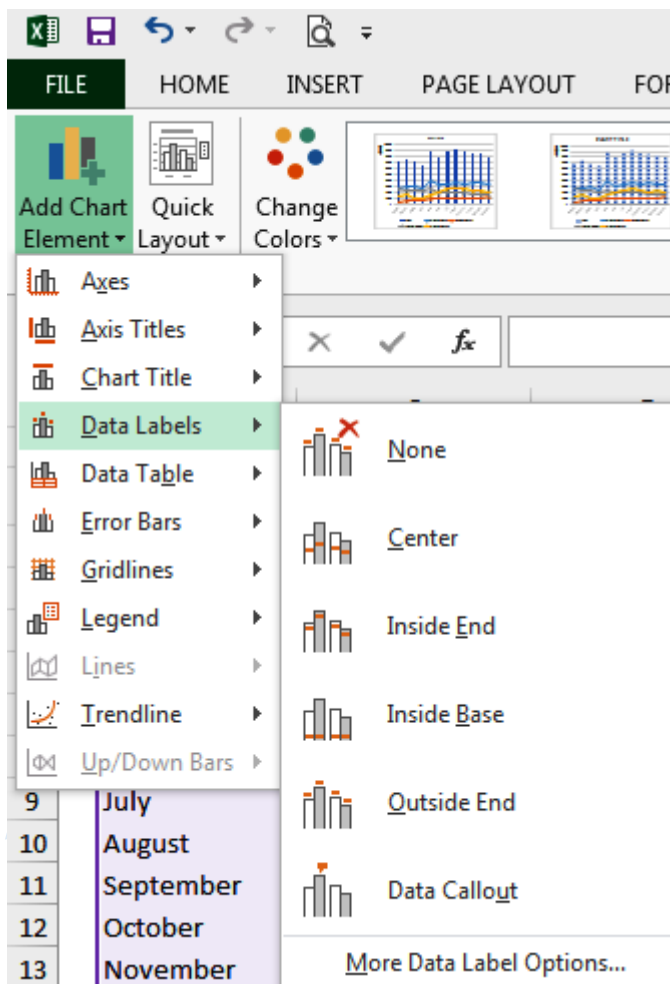 FILE HOME INSERT PAGE LAYOUT FOR
Add Chart Element Quick Layout Change Colors
Axes
Axis Titles
Chart Title
Data Labels
Data Table
Error Bars
Gridlines
Legend
Lines
Trendline
Up/Down Bars
fx
None
Center
Inside End
Inside Base
Outside End
Data Callout
More Data Label Options...
9 July
10 August
11 September
12 October
13 November